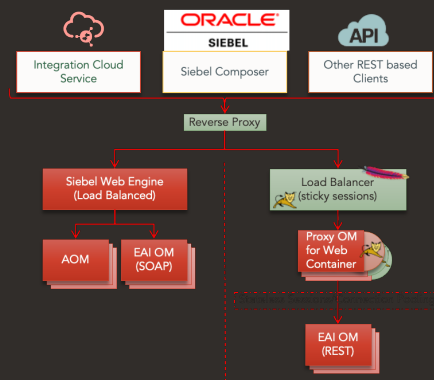 ORACLE
SIEBEL
API
Integration Cloud
Service
Siebel Composer
Other REST based
Clients
Reverse Proxy
Siebel Web Engine
(Load Balanced)
Load Balancer
(sticky sessions)
AOM
EAI OM
(SOAP)
Proxy OM
for Web
Container
EAI OM
(REST)